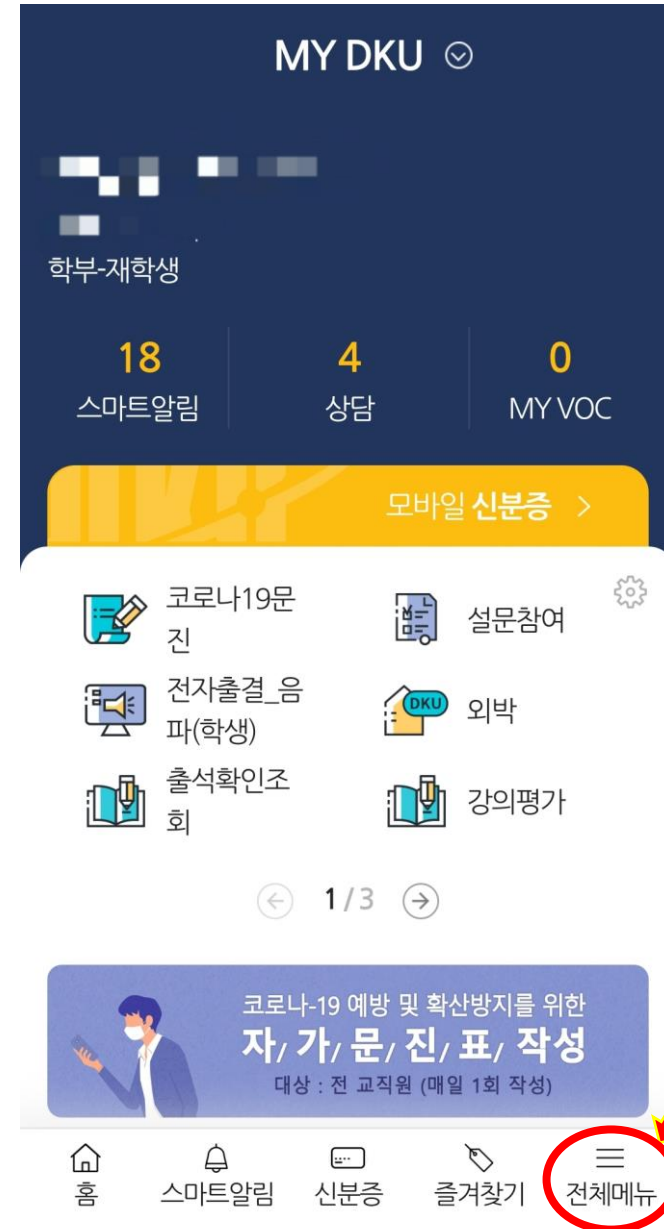 MY DKU
학부-재학생
18
4
0
스마트알림
상담
MY VOC
모바일 신분증
코로나19문
진
설문참여
전자출결_음
파(학생)
DKU
외박
출석확인조
회
강의평가
1 / 3
코로나-19 예방 및 확산방지를 위한
자/ 가/ 문/ 진/ 표/ 작성
대상 : 전 교직원 (매일 1회 작성)
홈
스마트알림
신분증
즐겨찾기
전체메뉴